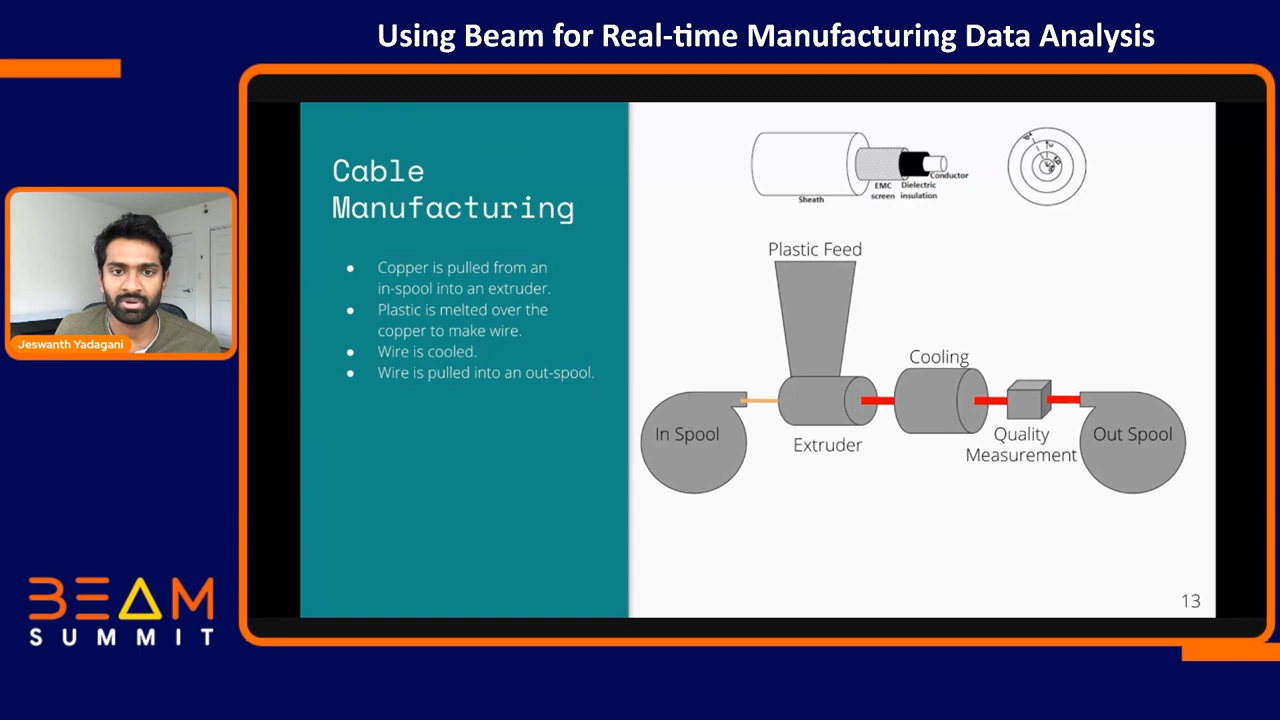 Using Beam for Real-time Manufacturing Data Analysis
Cable
Manufacturing
● Copper is pulled from an
in-spool into an extruder.
● Plastic is melted over the
copper to make wire.
● Wire is cooled.
● Wire is pulled into an out-spool.
Sheath
EMC
screen
Dielectric
insulation
Conductor
Plastic Feed
Cooling
In Spool
Extruder
Quality
Measurement
Out Spool
13
Jeswanth Yadagani
BEAM
SUMMIT